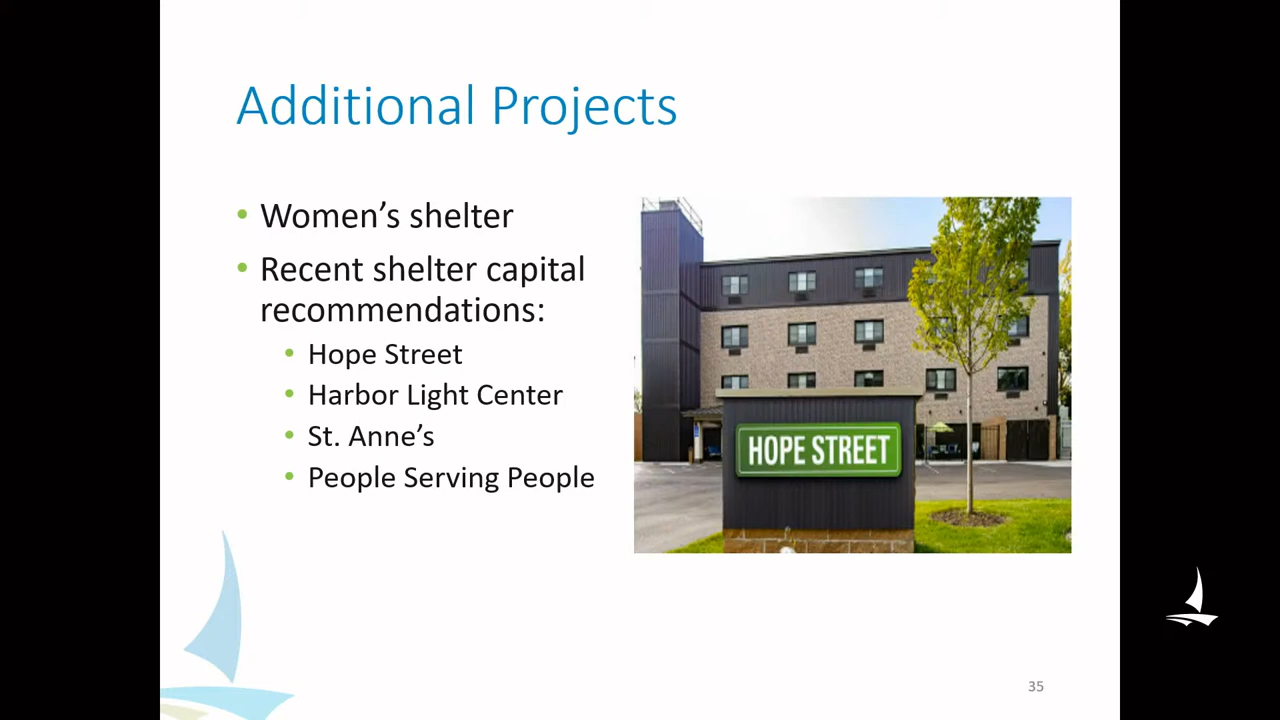 Additional Projects
• Women’s shelter
• Recent shelter capital
recommendations:
• Hope Street
• Harbor Light Center
• St. Anne’s
• People Serving People
HOPE STREET
35